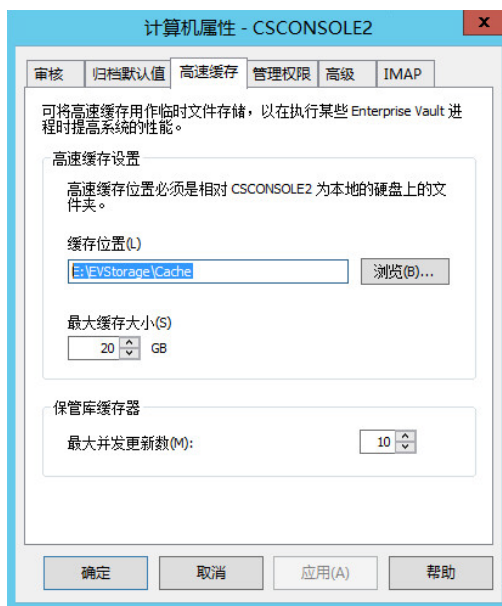 计算机属性 - CSCONSOLE2
x
审核 归档默认值 高速缓存 管理权限 高级 IMAP
可将高速缓存用作临时文件存储，以在执行某些 Enterprise Vault 进
程时提高系统的性能。
高速缓存设置
高速缓存位置必须是相对 CSCONSOLE2 为本地的硬盘上的文
件夹。
缓存位置(L)
E:\EVStorage\Cache 浏览(B)...
最大缓存大小(S)
20 GB
保管库缓存器
最大并发更新数(M): 10
确定 取消 应用(A) 帮助